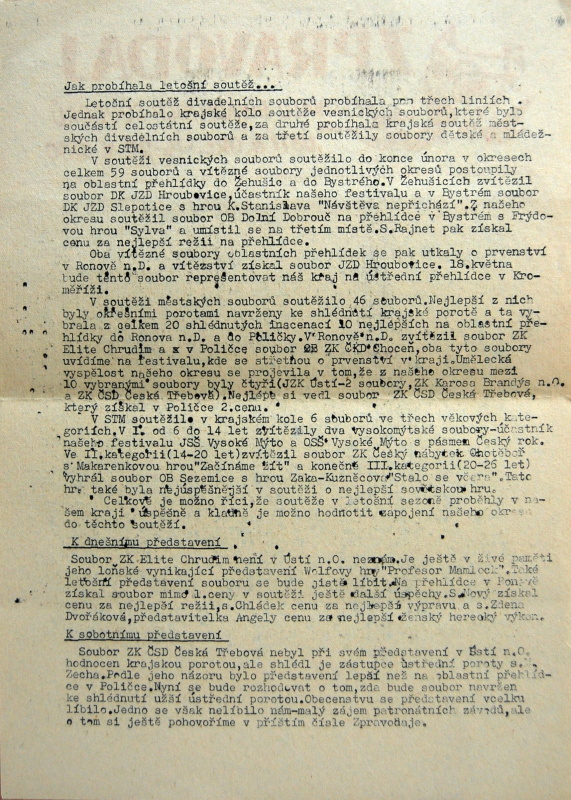 Jak probíhala letošní soutěž...
Letoční soutěž divadelních souborů probíhala pon třech liniích .
Jednak probíhalo krajské kolo soutěže vesnických souborů,které bylo
součástí celostátní soutěže,za druhé probíhala krajská soutěž měst-
ských divadelních souborů a za třetí soutěžily soubory dětské a mládež-
nické v STM.
V soutěži vesnických souborů soutěžilo do konce února v okresech
celkem 59 souborů a vítězné soubory jednotlivých okresů postoupily
na oblastní přehlídky do Žehušic a do Bystrého.V Žehušicích zvítězil
soubor DK JZD Hroubovice,účastník našeho festivalu a v Bystrém soubor
DK JZD Slepotice s hrou K.Stanislava "Návštěva nepřichází".Z našeho
okresu soutěžil soubor OB Dolní Dobrouč na přehlídce v Bystrém s Frýdo-
vou hrou "Sylva" a umístil se na třetím místě.S.Rajnet pak získal
cenu za nejlepší režii na přehlídce.
Oba vítězné soubory oblastních přehlídek se pak utkaly o prvenství
v Ronově n.D. a vítězství získal soubor JZD Hroubovice. 18.května
bude tento soubor representovat náš kraj na ústřední přehlídce v Kro-
měříži.
V soutěži městských souborů soutěžilo 46 souborů.Nejlepší z nich
byly okresními porotami navrženy ke shlédnutí krajské porotě a ta vy-
brala z celkem 20 shlédnutých inscenací 10 nejlepších na oblastní pře-
hlídky do Ronova n.D. a do Poličky.V Ronově n.D. zvítězil soubor ZK
Elite Chrudim a x v Poličce soubor OB ZK ČKD Choceň,oba tyto soubory
uvidíme na festivalu,kde se střetnou o prvenství v kraji.Umělecká
vyspělost našeho okresu se projevila v tom,že z našeho okresu mezi
10 vybranými soubory byly čtyři(JZK Ústí-2 soubory,ZK Karosa Brandýs n.O.
a ZK ČSD Česká Třebová).Nejlépe si vedl soubor ZK ČSD Česká Třebová,
který získal v Poličce 2.cenu.
V STM soutěžilo v krajském kole 6 souborů ve třech věkových kate-
goriích.V I. od 6 do 14 let zvítězily dva vysokomýtské soubory-účastník
našeho festivalu JSŠ Vysoké Mýto a OSŠ Vysoké Mýto s pásmem Český rok.
Ve II.kategorii(14-20 let)zvítězil soubor ZK Český nábytek Chotěboř
s Makarenkovou hrou"Začínáme žít" a konečně III.kategorii(20-26 let)
vyhrál soubor OB Sezemice s hrou Zaka-Kuzněcova"Stalo se včera".Tato
hra také byla nejúspěšnější v soutěži o nejlepší sovětskou hru.
Celkově je možno říci,že soutěže v letošní sezoně proběhly v na-
šem kraji úspěšně a kladně je možno hodnotit zapojení našeho okresu
do těchto soutěží.
K dnešnímu představení
Soubor ZK Elite Chrudim není v Ústí n.O. neznám.Je ještě v živé paměti
jeho loňské vynikající představení Wolfovy hry"Profesor Mamlock".Také
letošní představení souboru se bude jistě líbit.Na přehlídce v Ronově
získal soubor mimo 1.ceny v soutěži ještě další úspěchy.S.Nový získal
cenu za nejlepší režii,s.Chládek cenu za nejlepší výpravu a s.Zdena
Dvořáková,představitelka Angely cenu za nejlepší ženský herecký výkon.
K sobotnímu představení
Soubor ZK ČSD Česká Třebová nebyl při svém představení v Ústí n.O.
hodnocen krajskou porotou,ale shlédl je zástupce ústřední poroty
Zecha.Podle jeho názoru bylo představení lepší než na oblastní přehlíd-
ce v Poličce.Nyní se bude rozhodovat o tom,zda bude soubor navržen
ke shlédnutí užší ústřední porotou.Obecenstvu se představení vcelku
líbilo.Jedno se však nelíbilo nám-malý zájem patronátních závodů,ale
o tom si ještě pohovoříme v příštím čísle Zpravodaje.